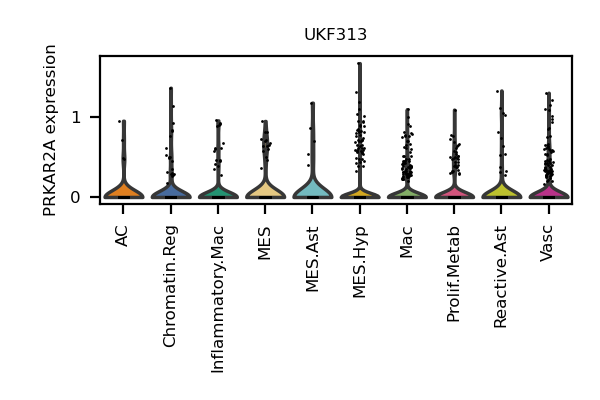 UKF313
PRKAR2A expression
1
0
AC
Chromatin.Reg
Inflammatory.Mac
MES
MES.Ast
MES.Hyp
Mac
Prolif.Metab
Reactive.Ast
Vasc